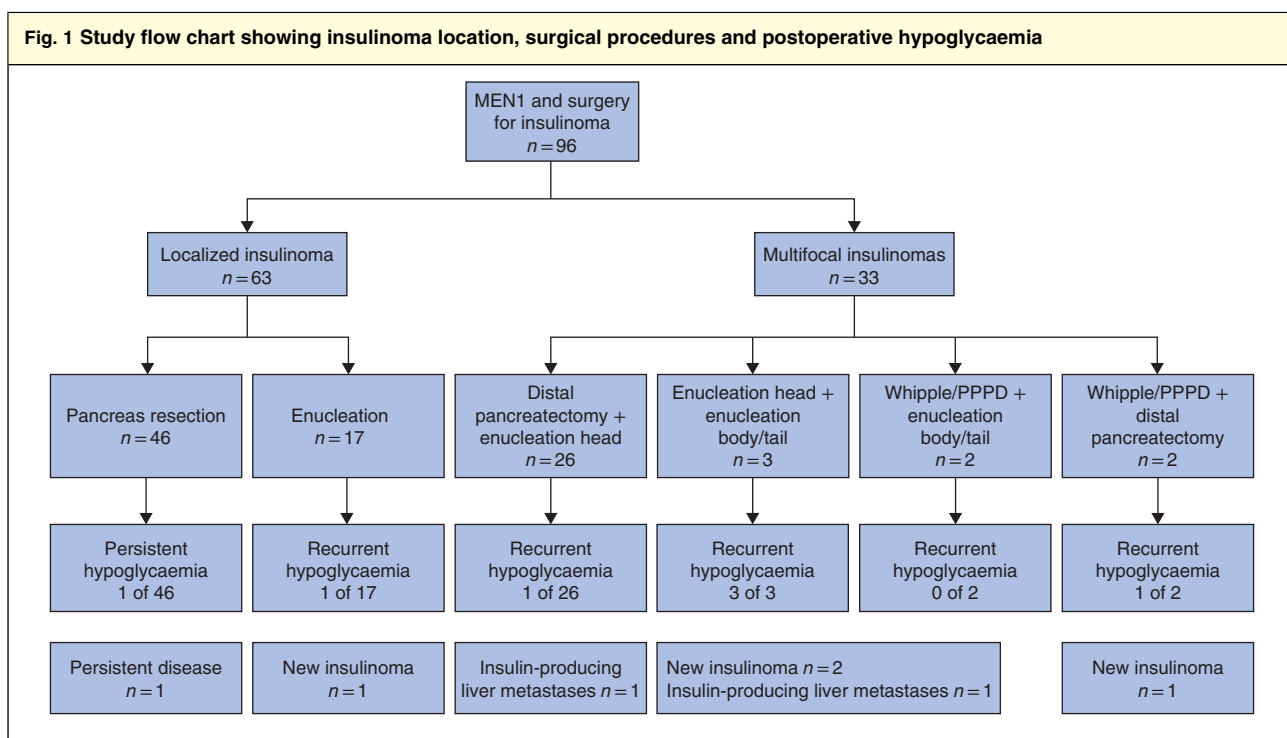 Fig. 1 Study flow chart showing insulinoma location, surgical procedures and postoperative hypoglycaemia
MEN1 and surgery
for insulinoma
n = 96
Localized insulinoma
n = 63
Multifocal insulinomas
n = 33
Pancreas resection
n = 46
Enucleation
n = 17
Distal
pancreatectomy +
enucleation head
n = 26
Enucleation head +
enucleation
body/tail
n = 3
Whipple/PPPD +
enucleation
body/tail
n = 2
Whipple/PPPD +
distal
pancreatectomy
n = 2
Persistent
hypoglycaemia
1 of 46
Recurrent
hypoglycaemia
1 of 17
Recurrent
hypoglycaemia
1 of 26
Recurrent
hypoglycaemia
3 of 3
Recurrent
hypoglycaemia
0 of 2
Recurrent
hypoglycaemia
1 of 2
Persistent disease
n = 1
New insulinoma
n = 1
Insulin-producing
liver metastases n = 1
New insulinoma n = 2
Insulin-producing liver metastases n = 1
New insulinoma
n = 1